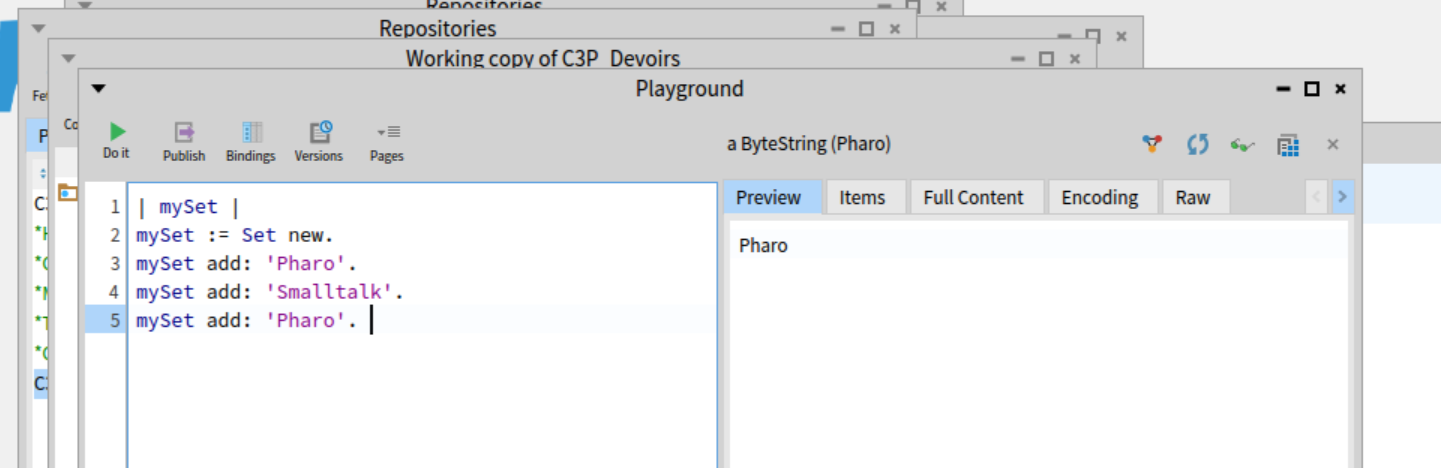 Repositories
Repositories
Working copy of C3P_Devoirs
Playground
Do it
Publish
Bindings
Versions
Pages
a ByteString (Pharo)
Preview
Items
Full Content
Encoding
Raw
1 | mySet |
2 mySet := Set new.
3 mySet add: 'Pharo'.
4 mySet add: 'Smalltalk'.
5 mySet add: 'Pharo'.
Pharo